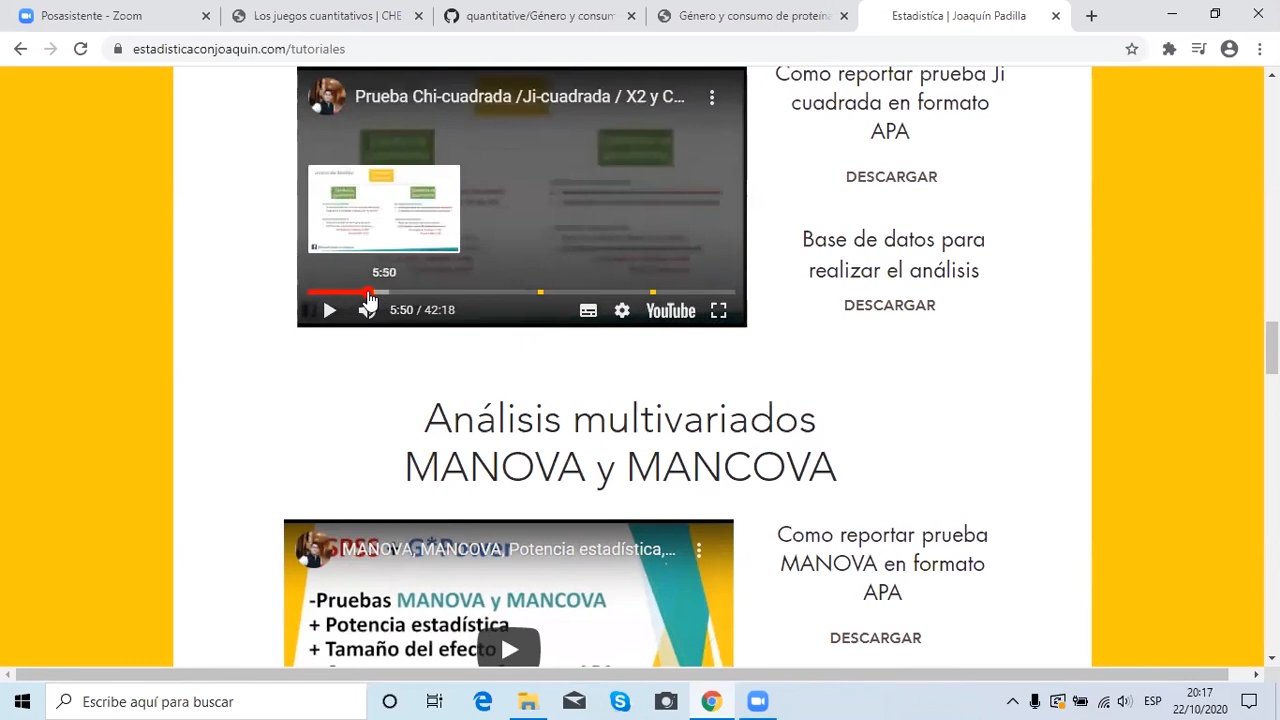 Posasistente - Zoom
Los juegos cuantitativos | CHE
quantitative/Género y consum
Género y consumo de proteína
Estadistíca | Joaquín Padilla
estadisticaconjoaquin.com/tutoriales
Prueba Chi-cuadrada /Ji-cuadrada / X2 y C...
5:50
5:50 / 42:18
YouTube
Como reportar prueba Ji
cuadrada en formato
APA
DESCARGAR
Base de datos para
realizar el análisis
DESCARGAR
Análisis multivariados
MANOVA y MANCOVA
MANOVA, MANCOVA, Potencia estadística,...
-Pruebas MANOVA y MANCOVA
+ Potencia estadística
+ Tamaño del efecto
Como reportar prueba
MANOVA en formato
APA
DESCARGAR
Escribe aquí para buscar
ESP
20:17
22/10/2020